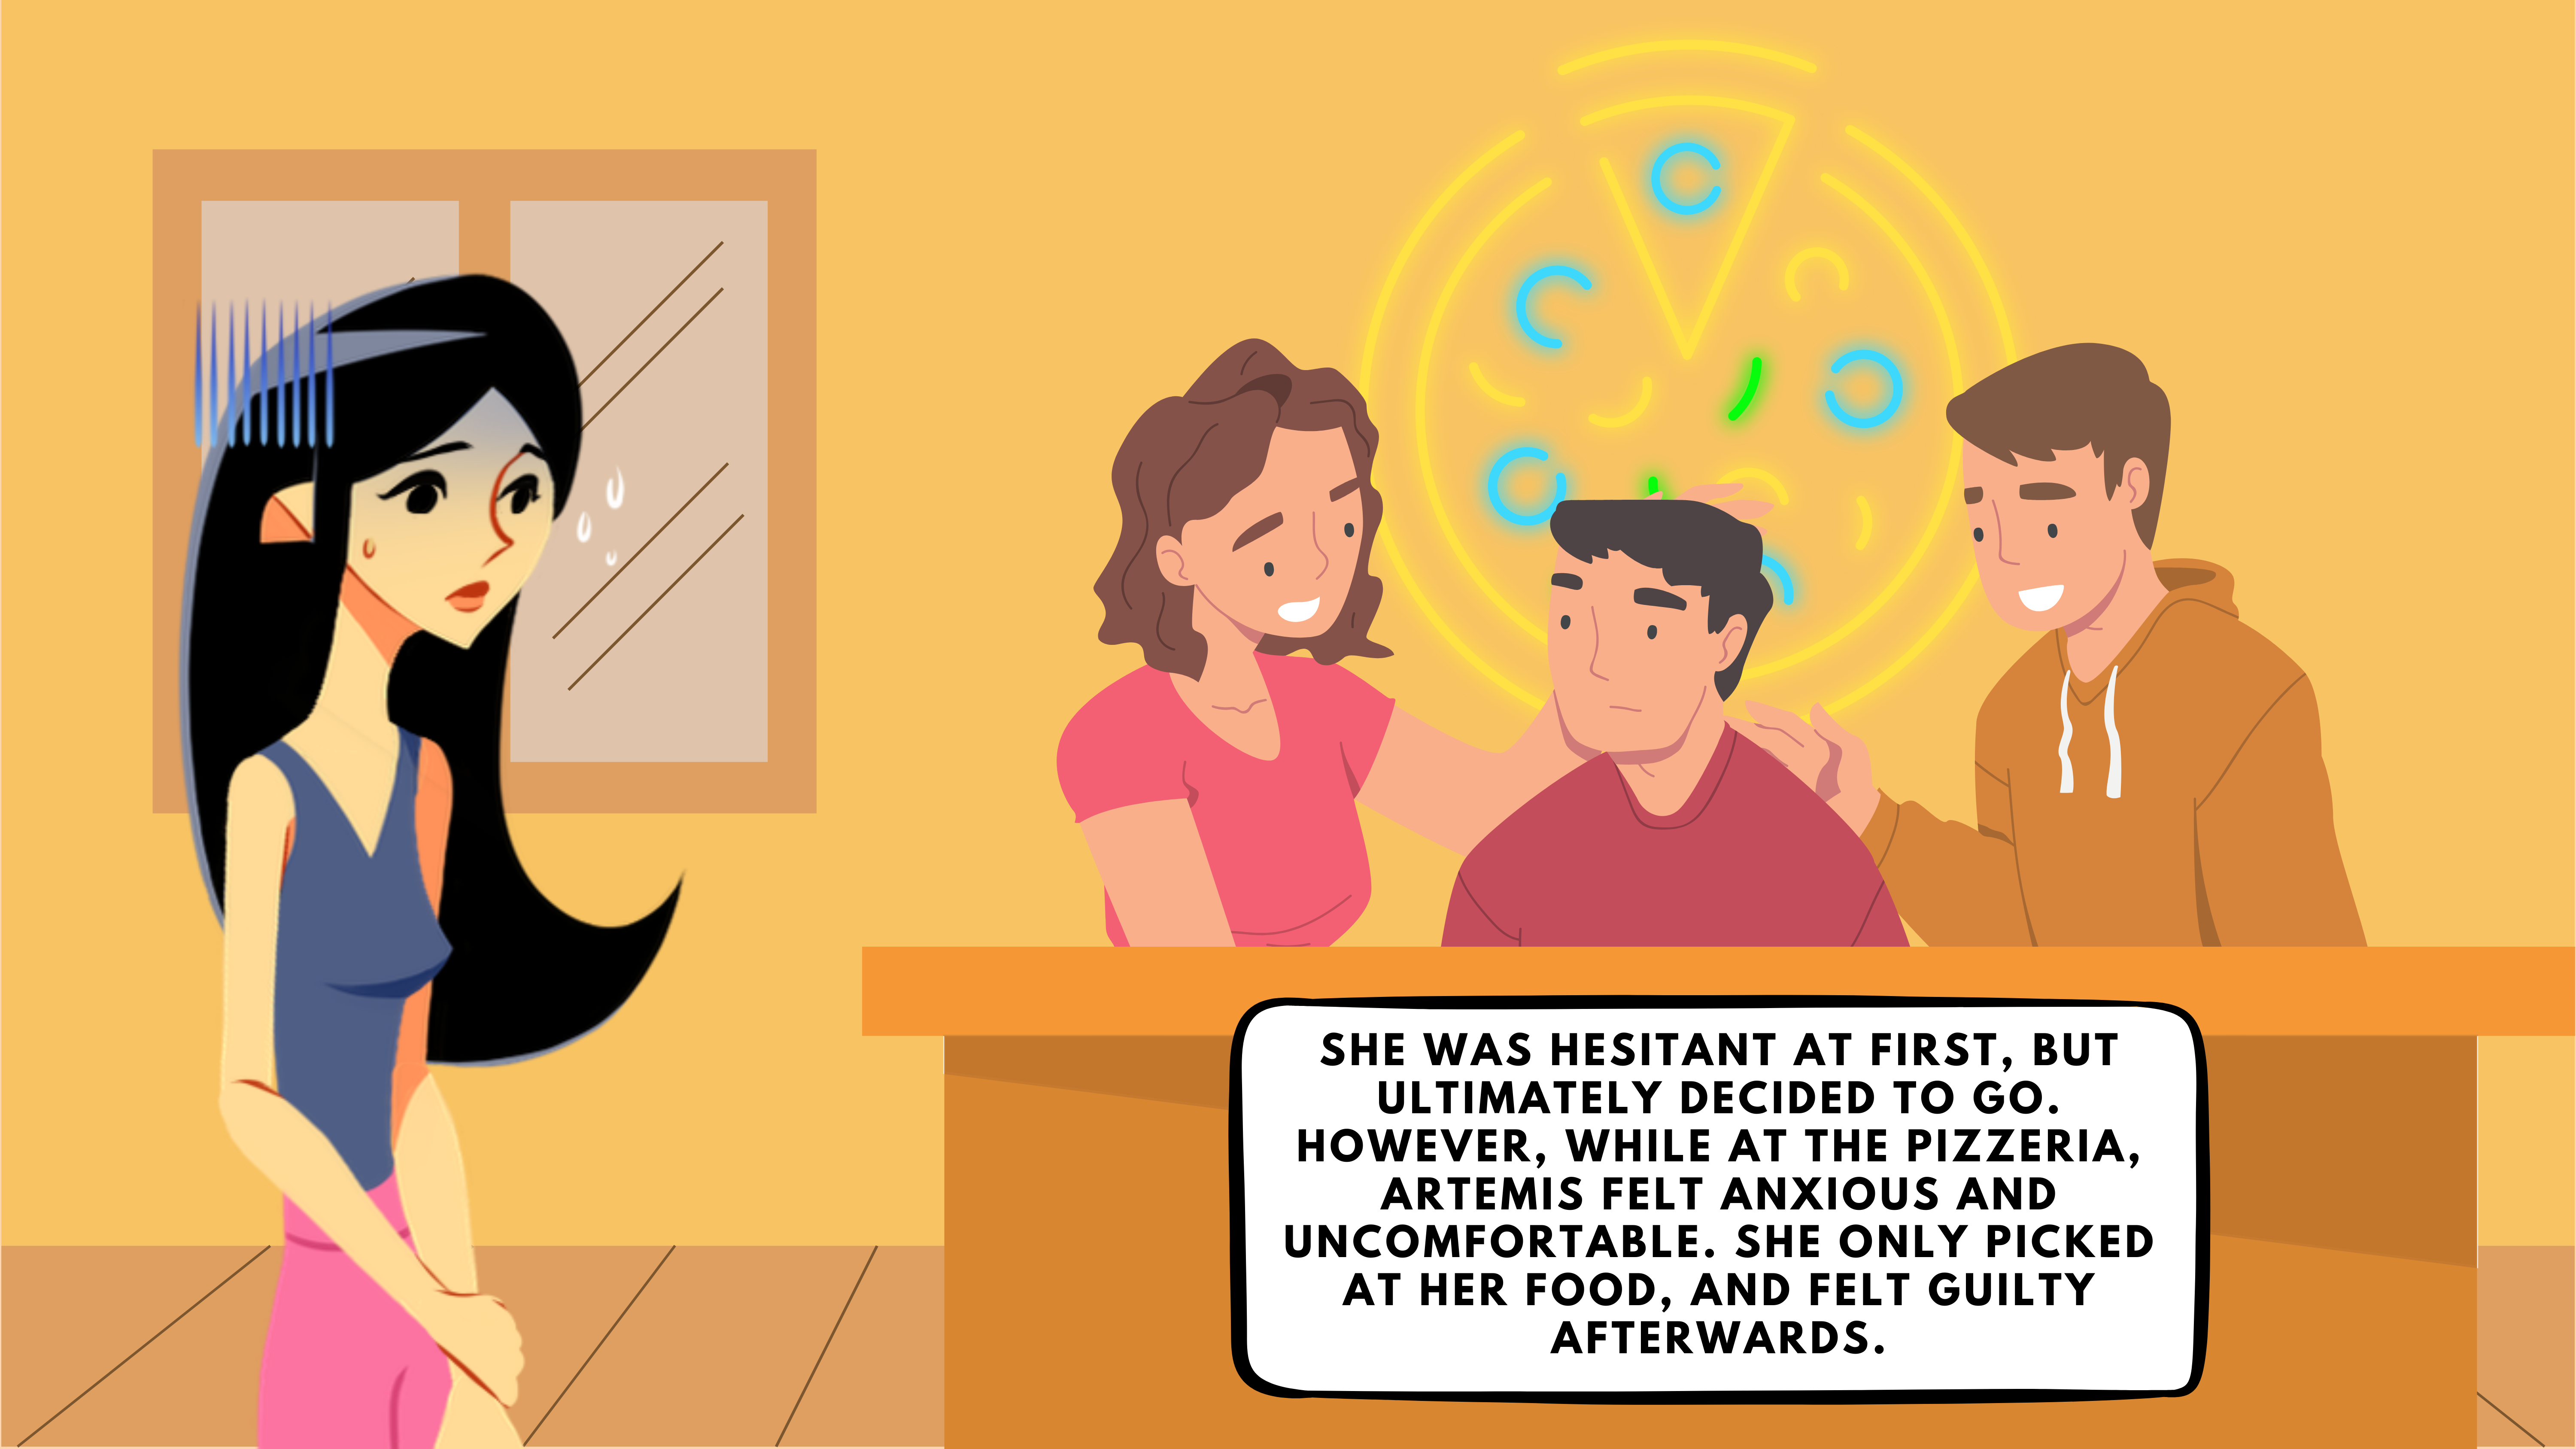 SHE WAS HESITANT AT FIRST, BUT
ULTIMATELY DECIDED TO GO.
HOWEVER, WHILE AT THE PIZZERIA,
ARTEMIS FELT ANXIOUS AND
UNCOMFORTABLE. SHE ONLY PICKED
AT HER FOOD, AND FELT GUILTY
AFTERWARDS.